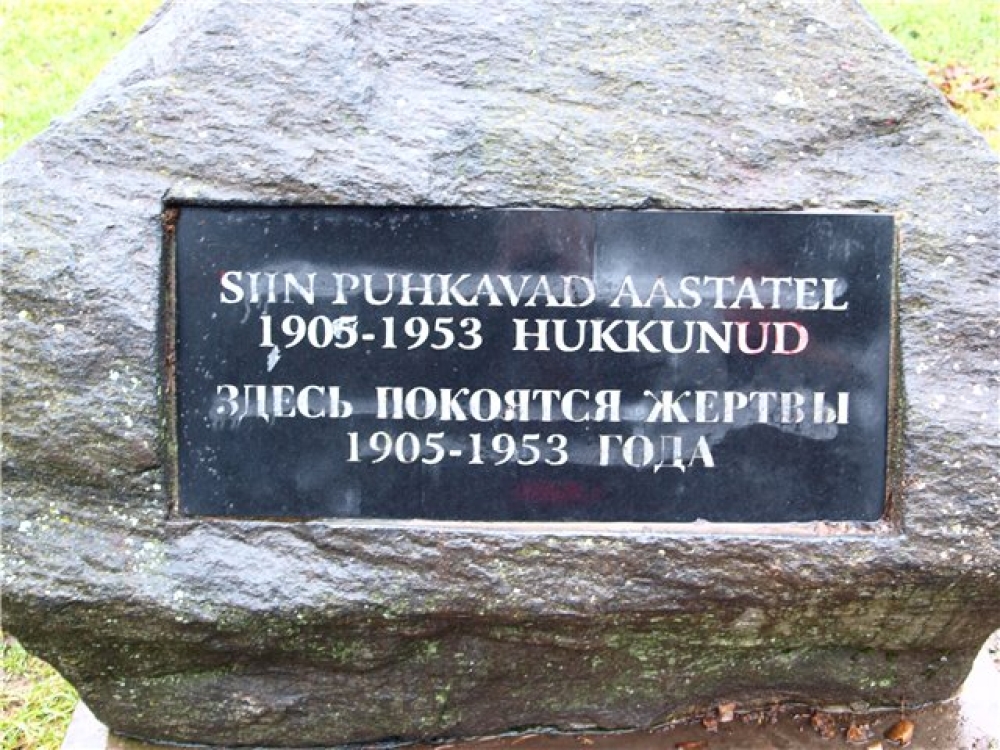 SIIN PUHKAVAD AASTATEL
1905-1953 HUKKUNUD
ЗДЕСЬ ПОКОЯТСЯ ЖЕРТВЫ
1905-1953 ГОДА